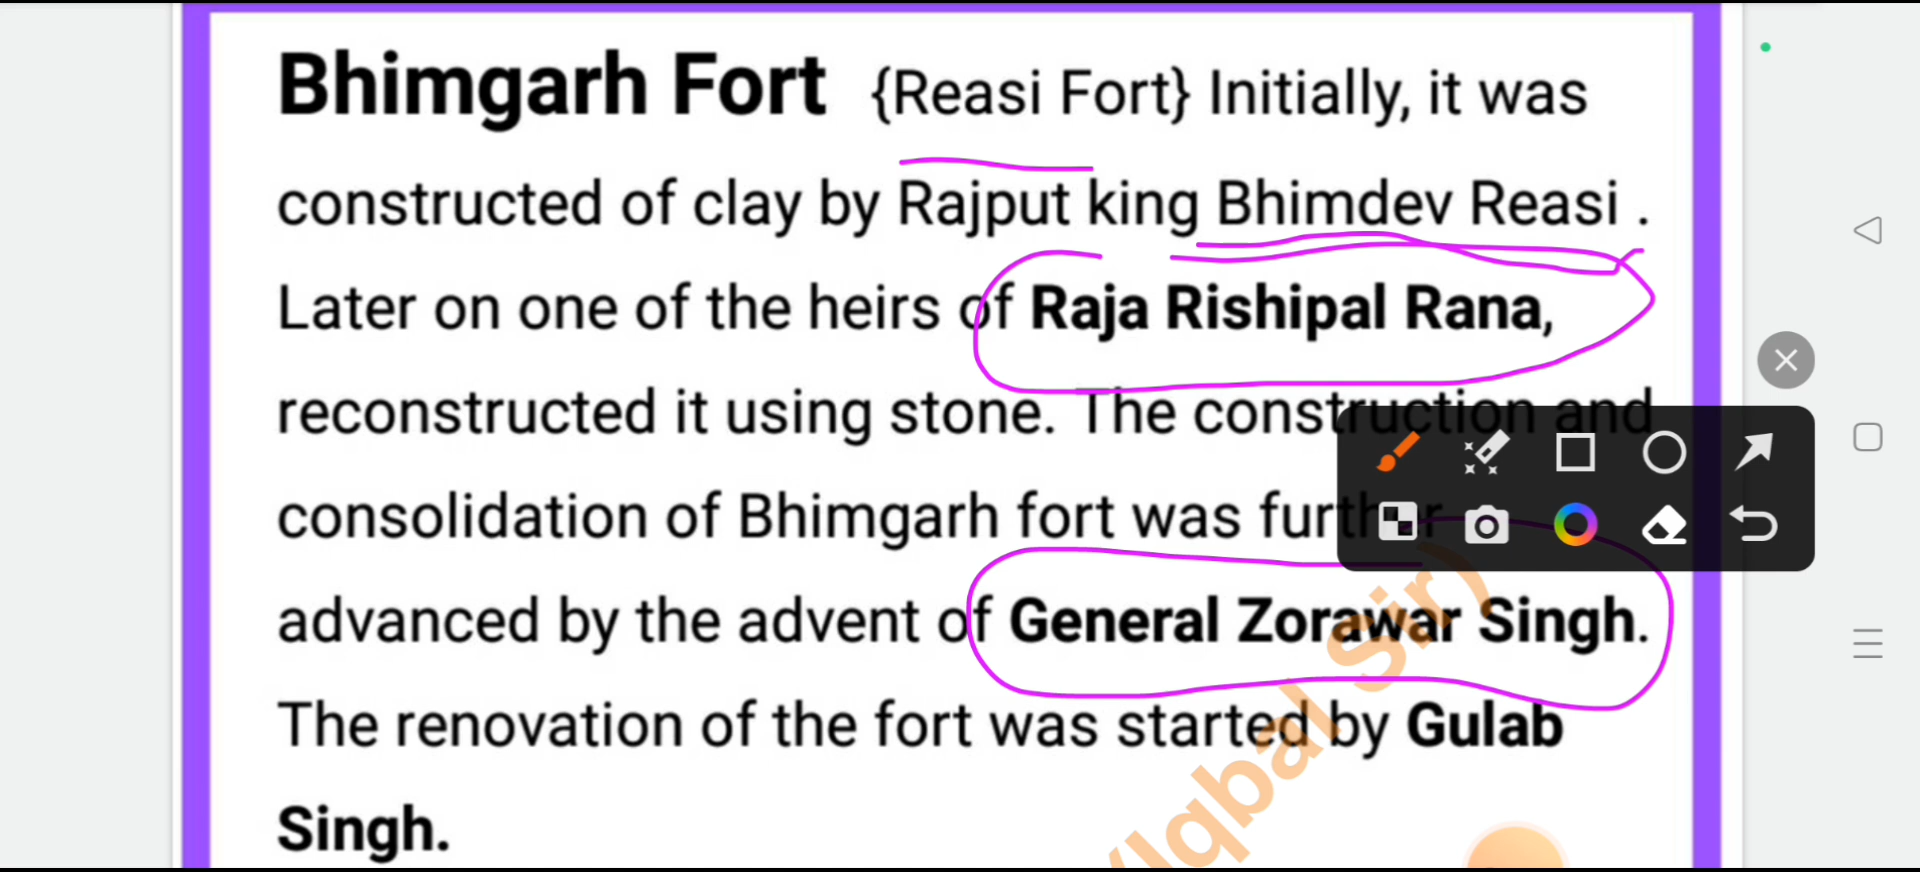 Bhimgarh Fort {Reasi Fort} Initially, it was
constructed of clay by Rajput king Bhimdev Reasi .
Later on one of the heirs of Raja Rishipal Rana,
reconstructed it using stone. The construction and
consolidation of Bhimgarh fort was further
advanced by the advent of General Zorawar Singh.
The renovation of the fort was started by Gulab
Singh.
(Iqbal Sir)